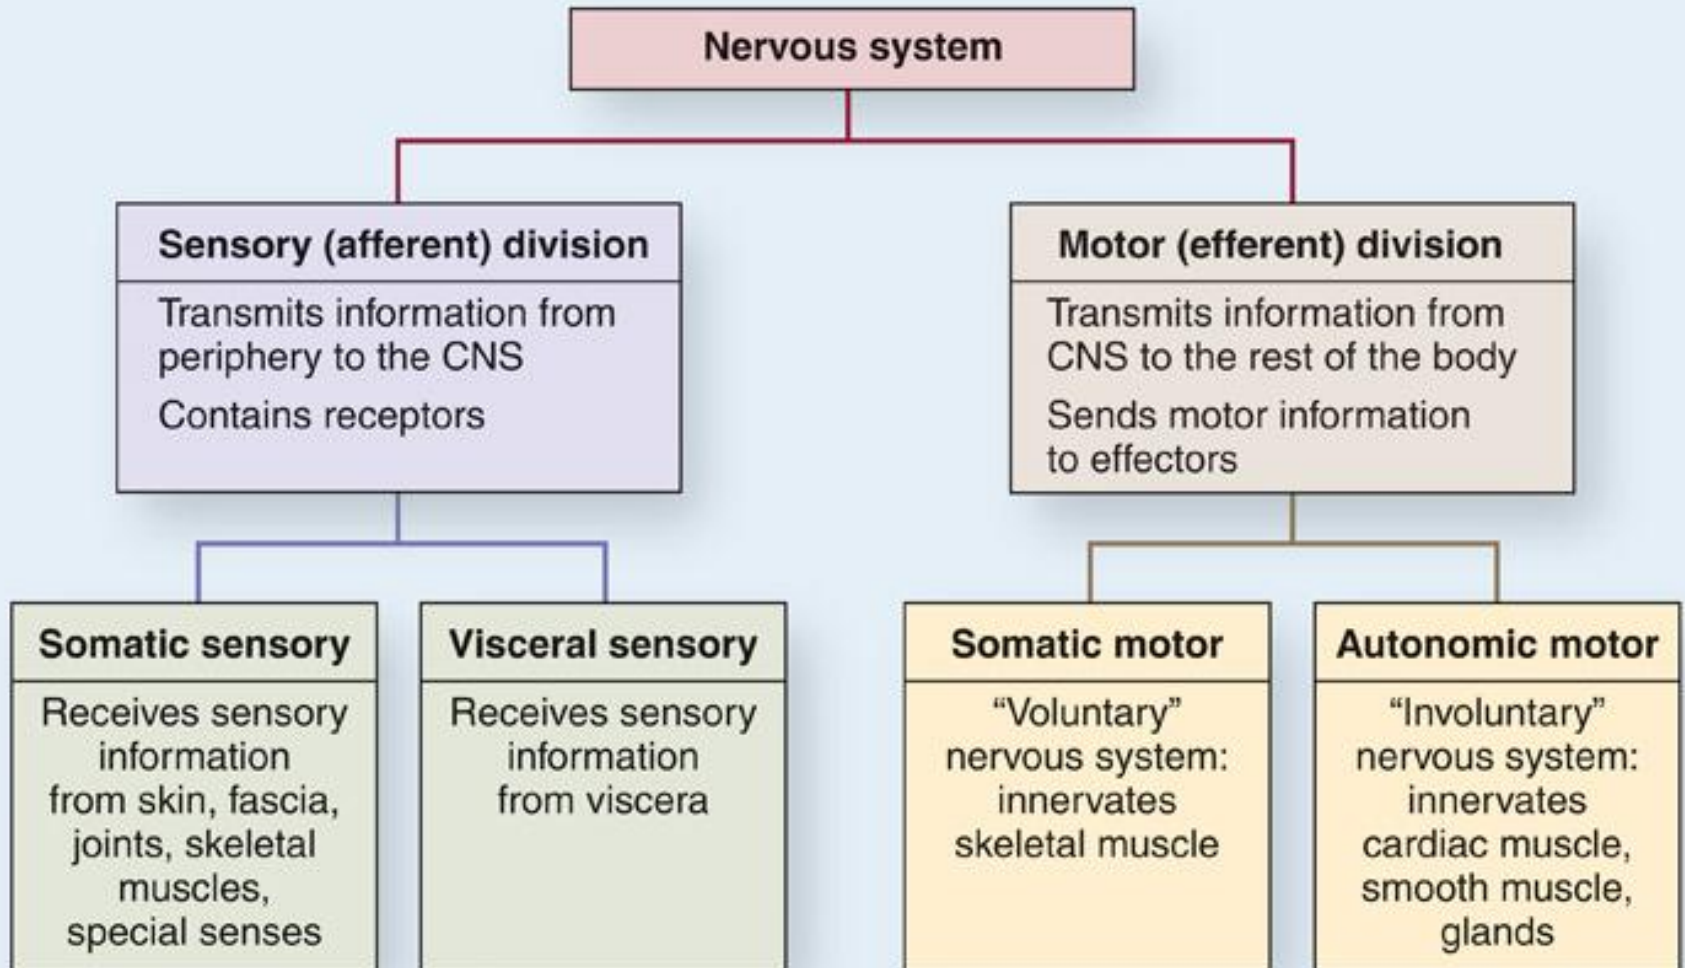 Nervous system
Sensory (afferent) division
Transmits information from
periphery to the CNS
Contains receptors
Motor (efferent) division
Transmits information from
CNS to the rest of the body
Sends motor information
to effectors
Somatic sensory
Receives sensory
information
from skin, fascia,
joints, skeletal
muscles,
special senses
Visceral sensory
Receives sensory
information
from viscera
Somatic motor
“Voluntary”
nervous system:
innervates
skeletal muscle
Autonomic motor
“Involuntary”
nervous system:
innervates
cardiac muscle,
smooth muscle,
glands